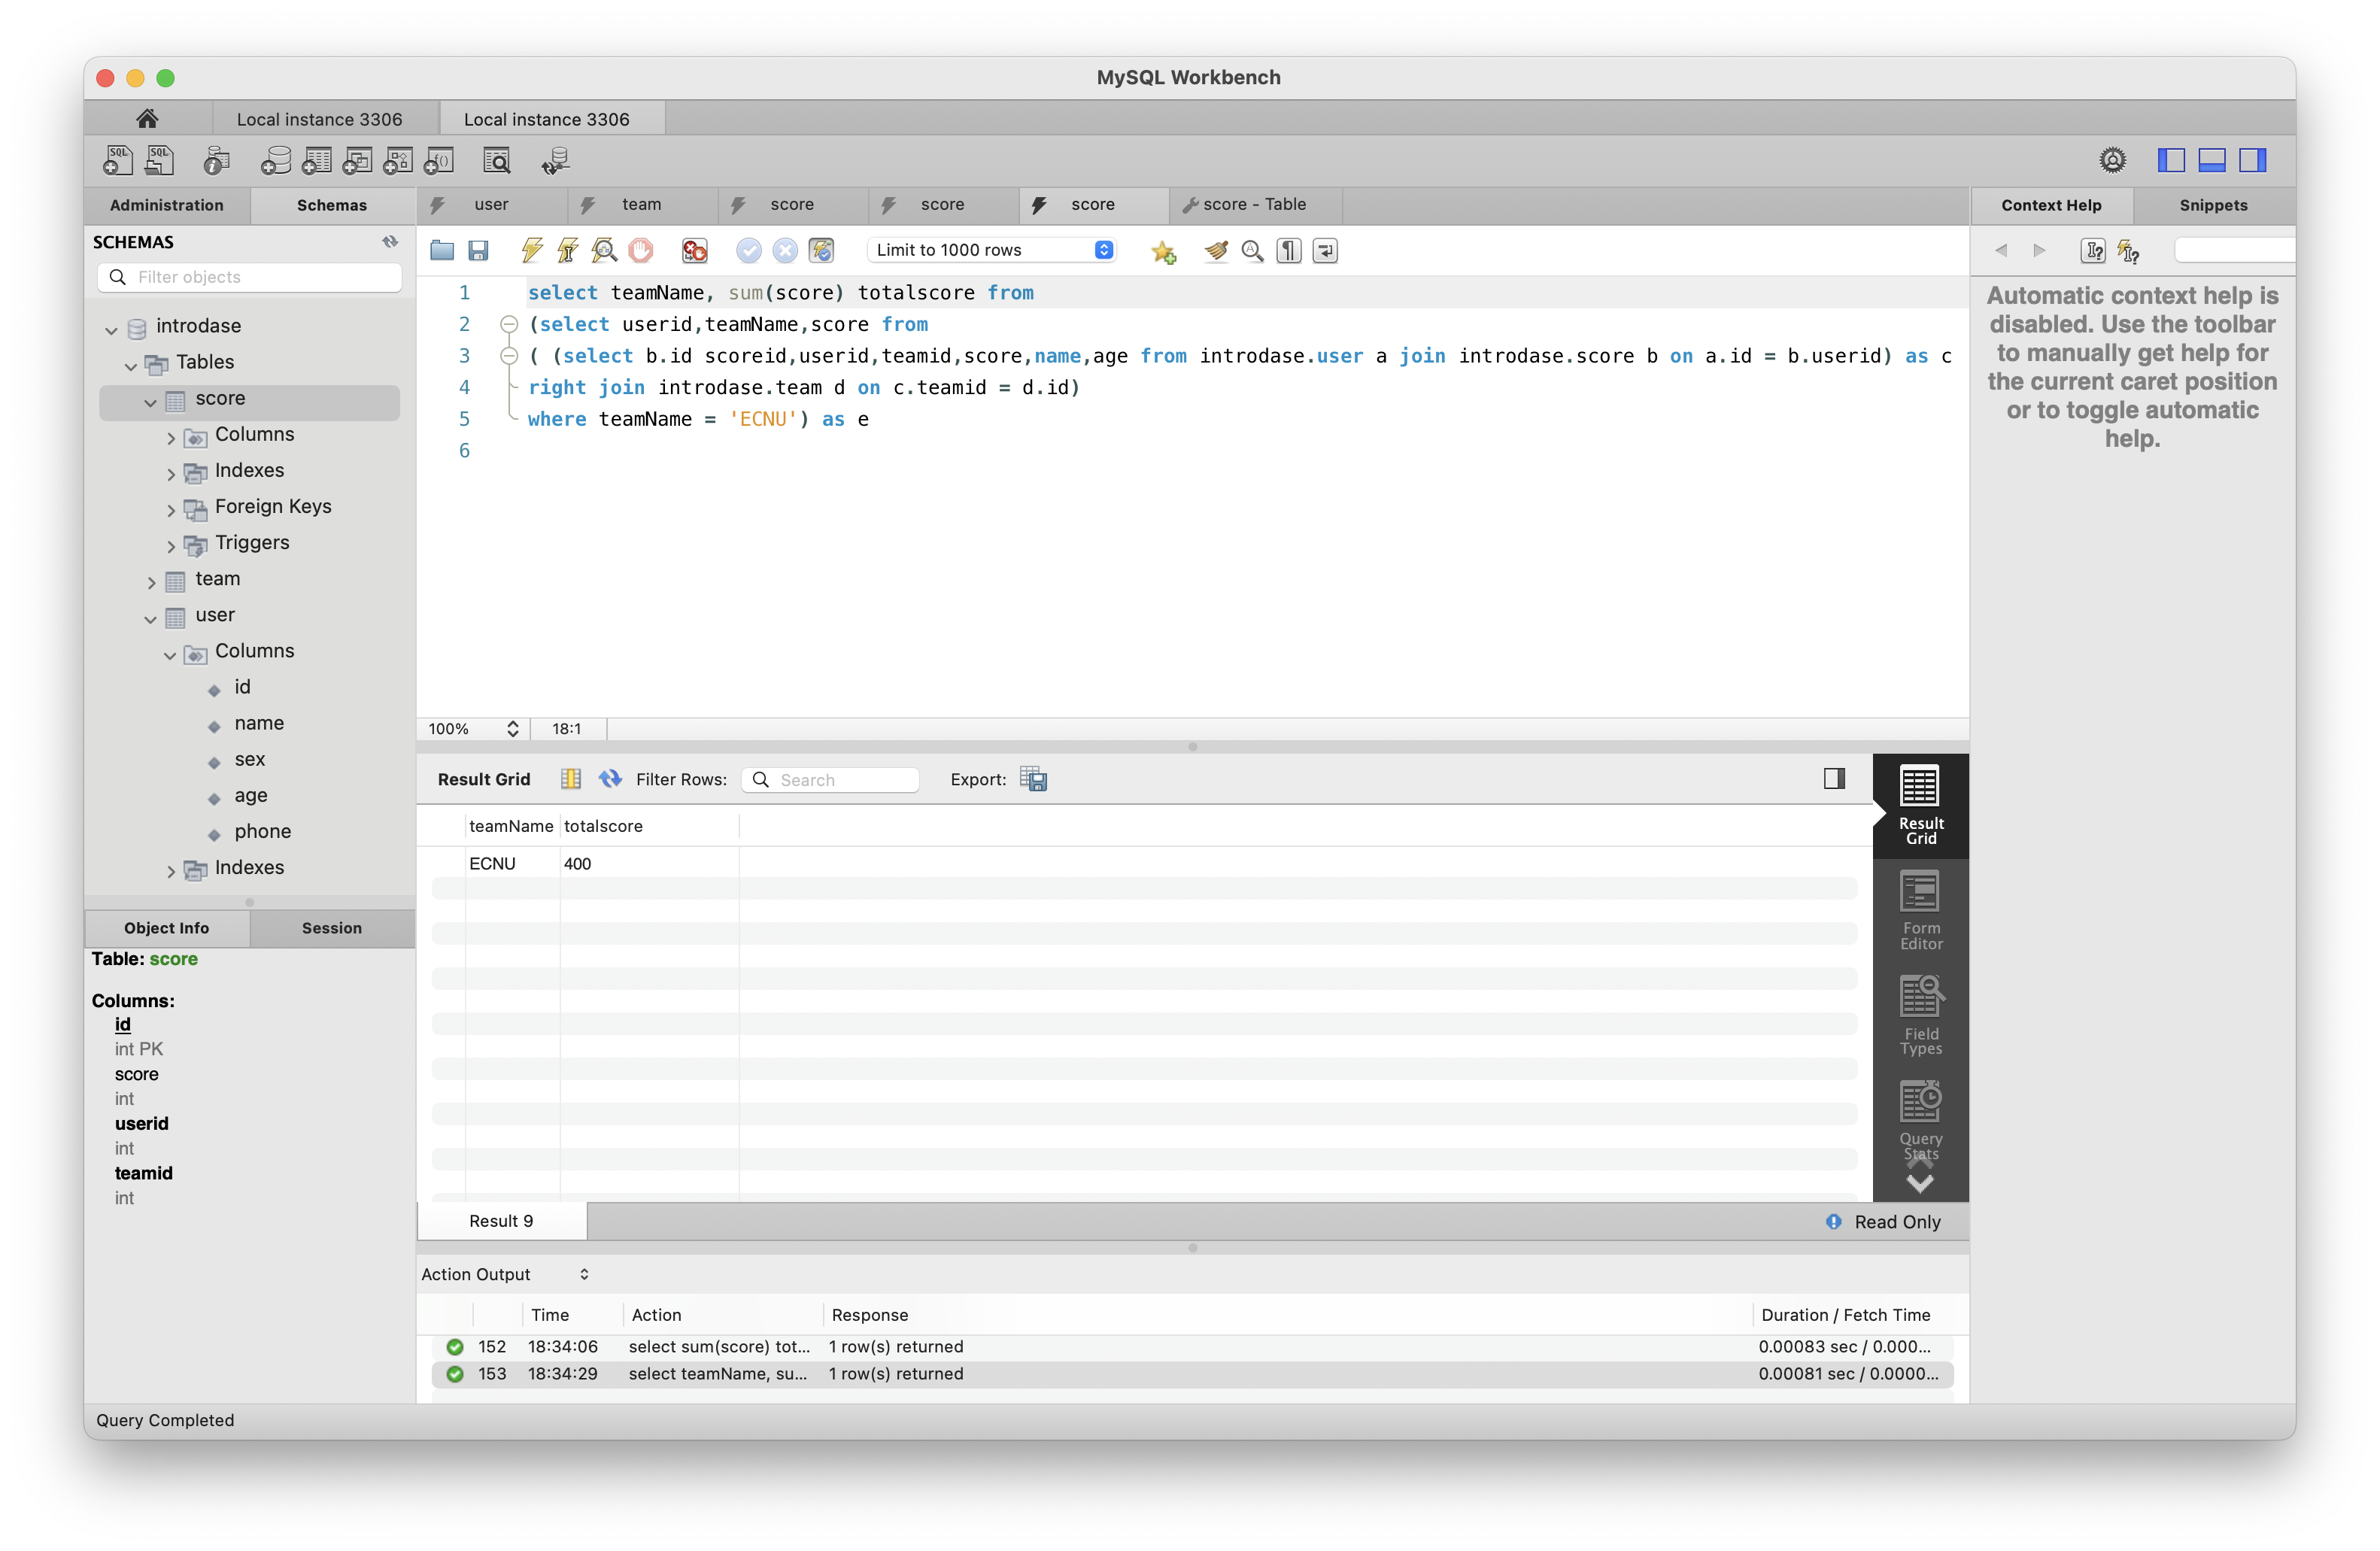 MySQL Workbench
Local instance 3306
Local instance 3306
SQL
SQL
Administration
Schemas
user
team
score
score
score
score - Table
Context Help
Snippets
SCHEMAS
Filter objects
Limit to 1000 rows
introdase
Tables
score
Columns
Indexes
Foreign Keys
Triggers
team
user
Columns
id
name
sex
age
phone
Indexes
1 select teamName, sum(score) totalscore from
2 (select userid,teamName,score from
3 ( (select b.id scoreid,userid,teamid,score,name,age from introdase.user a join introdase.score b on a.id = b.userid) as c
4 right join introdase.team d on c.teamid = d.id)
5 where teamName = 'ECNU') as e
6
Automatic context help is
disabled. Use the toolbar
to manually get help for
the current caret position
or to toggle automatic
help.
100%
18:1
Result Grid
Filter Rows:
Search
Export:
teamName totalscore
ECNU 400
Result
Grid
Form
Editor
Field
Types
Query
Stats
Object Info
Session
Table: score
Columns:
id
int PK
score
int
userid
int
teamid
int
Result 9
Read Only
Action Output
Time Action Response Duration / Fetch Time
152 18:34:06 select sum(score) tot... 1 row(s) returned 0.00083 sec / 0.000...
153 18:34:29 select teamName, su... 1 row(s) returned 0.00081 sec / 0.0000...
Query Completed